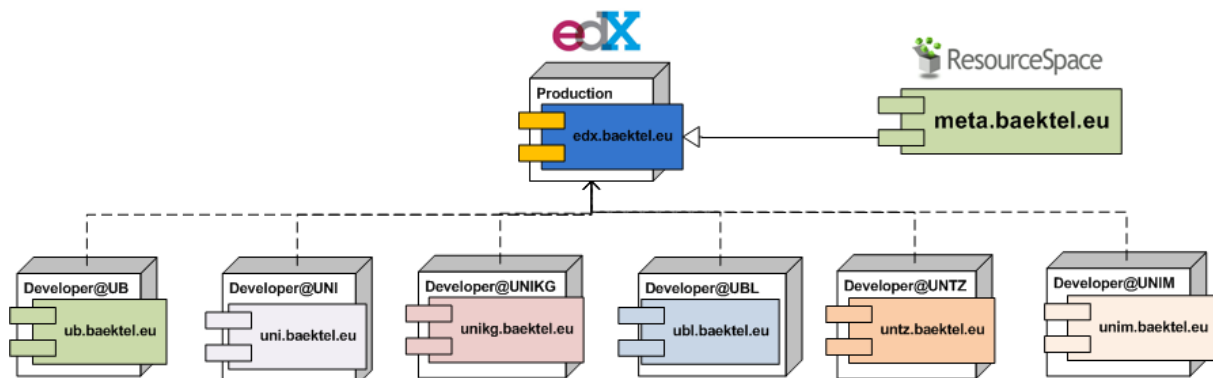 edX
ResourceSpace
Production
edx.baektel.eu
meta.baektel.eu
Developer@UB
ub.baektel.eu
Developer@UNI
uni.baektel.eu
Developer@UNIKG
unikg.baektel.eu
Developer@UBL
ubl.baektel.eu
Developer@UNTZ
untz.baektel.eu
Developer@UNIM
unim.baektel.eu